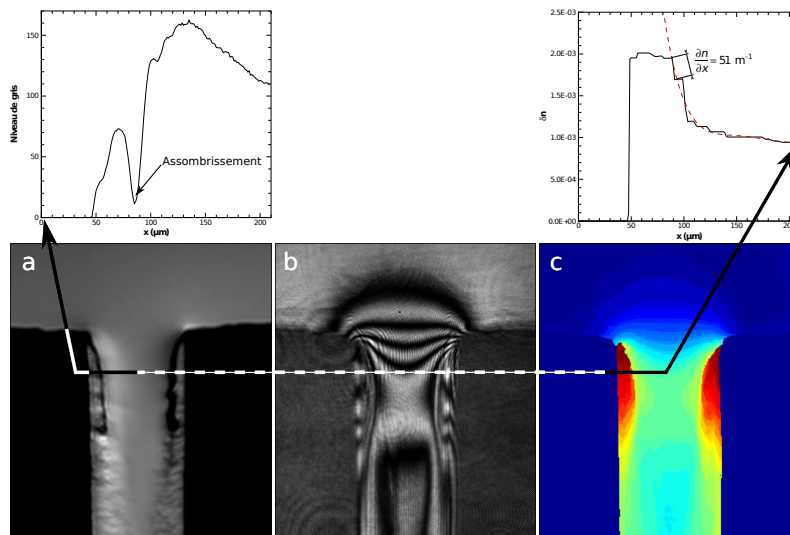 Niveau de gris
150
100
50
0
0
50
100
150
200
x (µm)
Assombrissement
δn
2.5E-03
2.0E-03
1.5E-03
1.0E-03
5.0E-04
0.0E+00
0
50
100
150
200
x (µm)
∂n/∂x = 51 m⁻¹
a
b
c